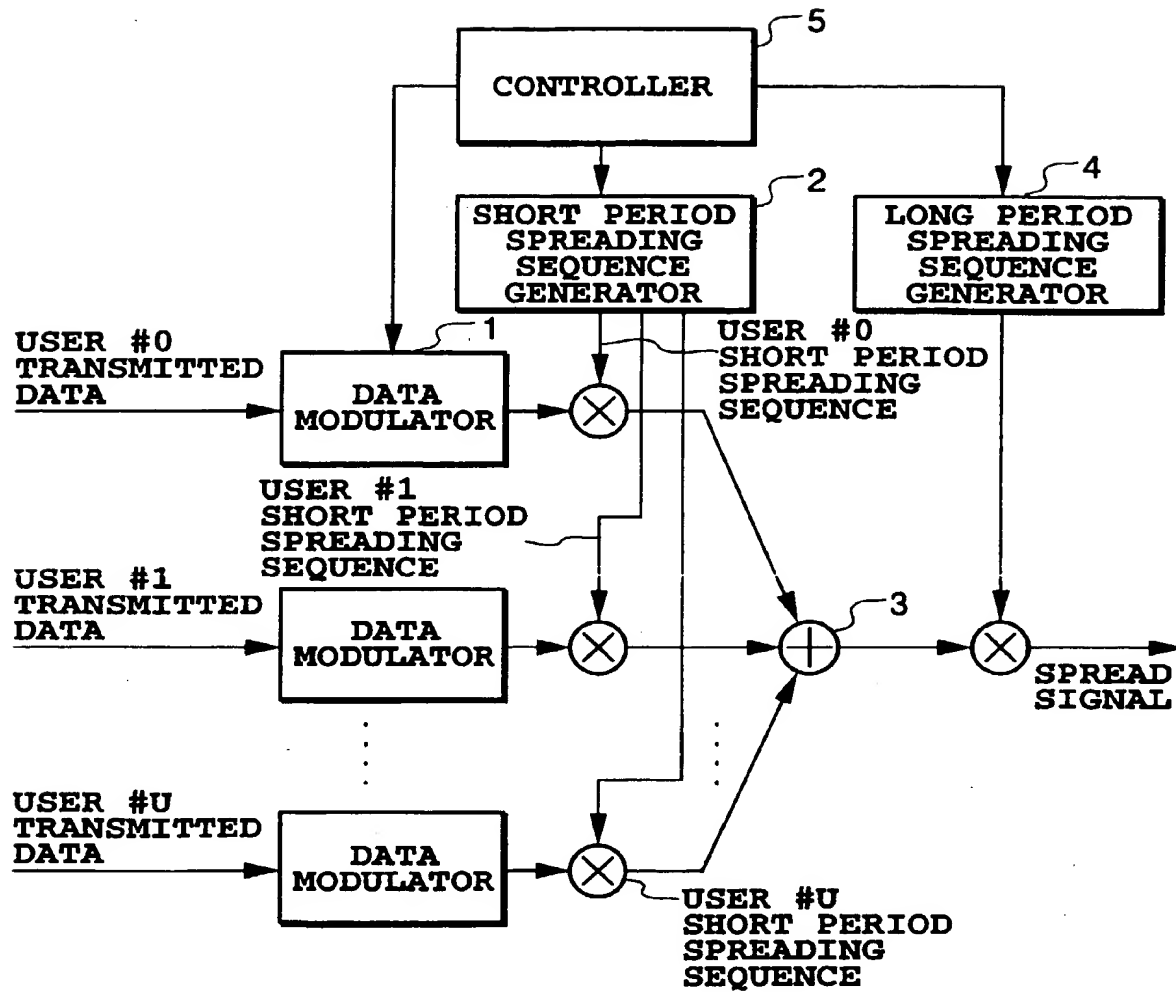 5
CONTROLLER
2
4
SHORT PERIOD
SPREADING
SEQUENCE
GENERATOR
LONG PERIOD
SPREADING
SEQUENCE
GENERATOR
USER #0
TRANSMITTED
DATA
1
DATA
MODULATOR
USER #0
SHORT PERIOD
SPREADING
SEQUENCE
USER #1
SHORT PERIOD
SPREADING
SEQUENCE
USER #1
TRANSMITTED
DATA
DATA
MODULATOR
3
SPREAD
SIGNAL
USER #U
TRANSMITTED
DATA
DATA
MODULATOR
USER #U
SHORT PERIOD
SPREADING
SEQUENCE